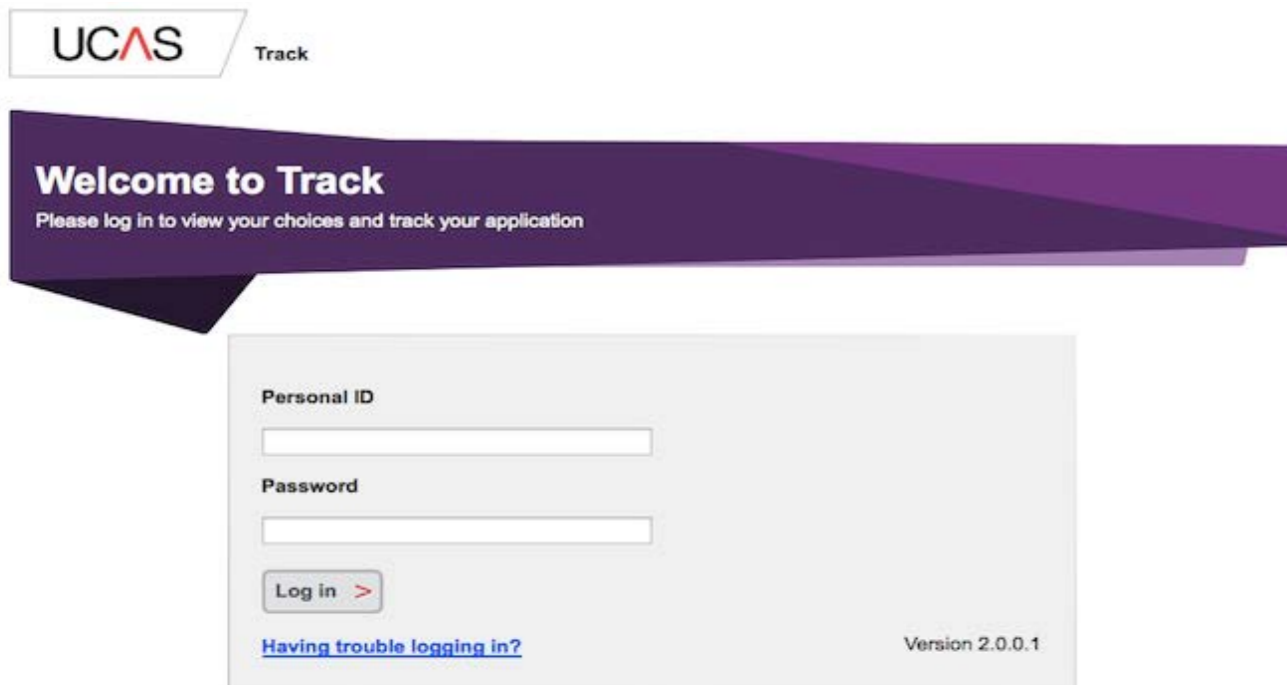 UCAS
Track
Welcome to Track
Please log in to view your choices and track your application
Personal ID
Password
Log in >
Having trouble logging in?
Version 2.0.0.1